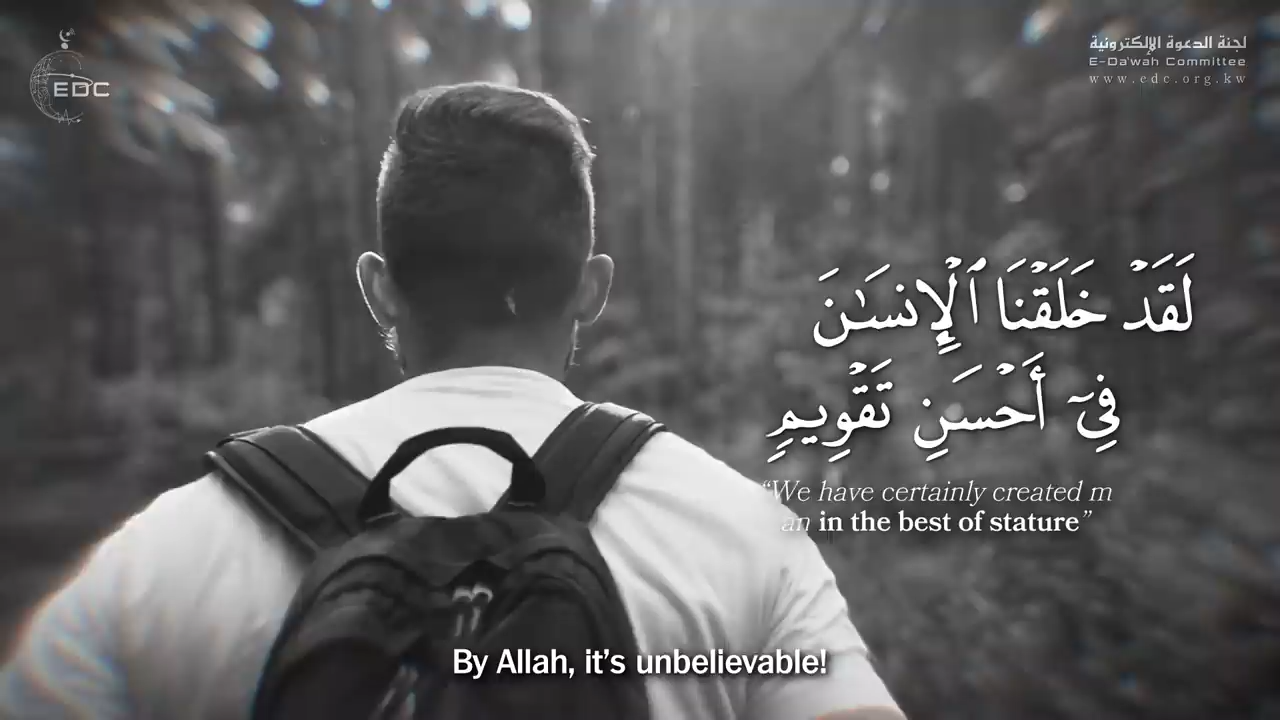 EDC
لجنة الدعوة الإلكترونية
E-Da'wah Committee
www.edc.org.kw
لَقَدْ خَلَقْنَا ٱلْإِنسَـٰنَ
فِىٓ أَحْسَنِ تَقْوِيمٍ
“We have certainly created m
an in the best of stature”
By Allah, it's unbelievable!